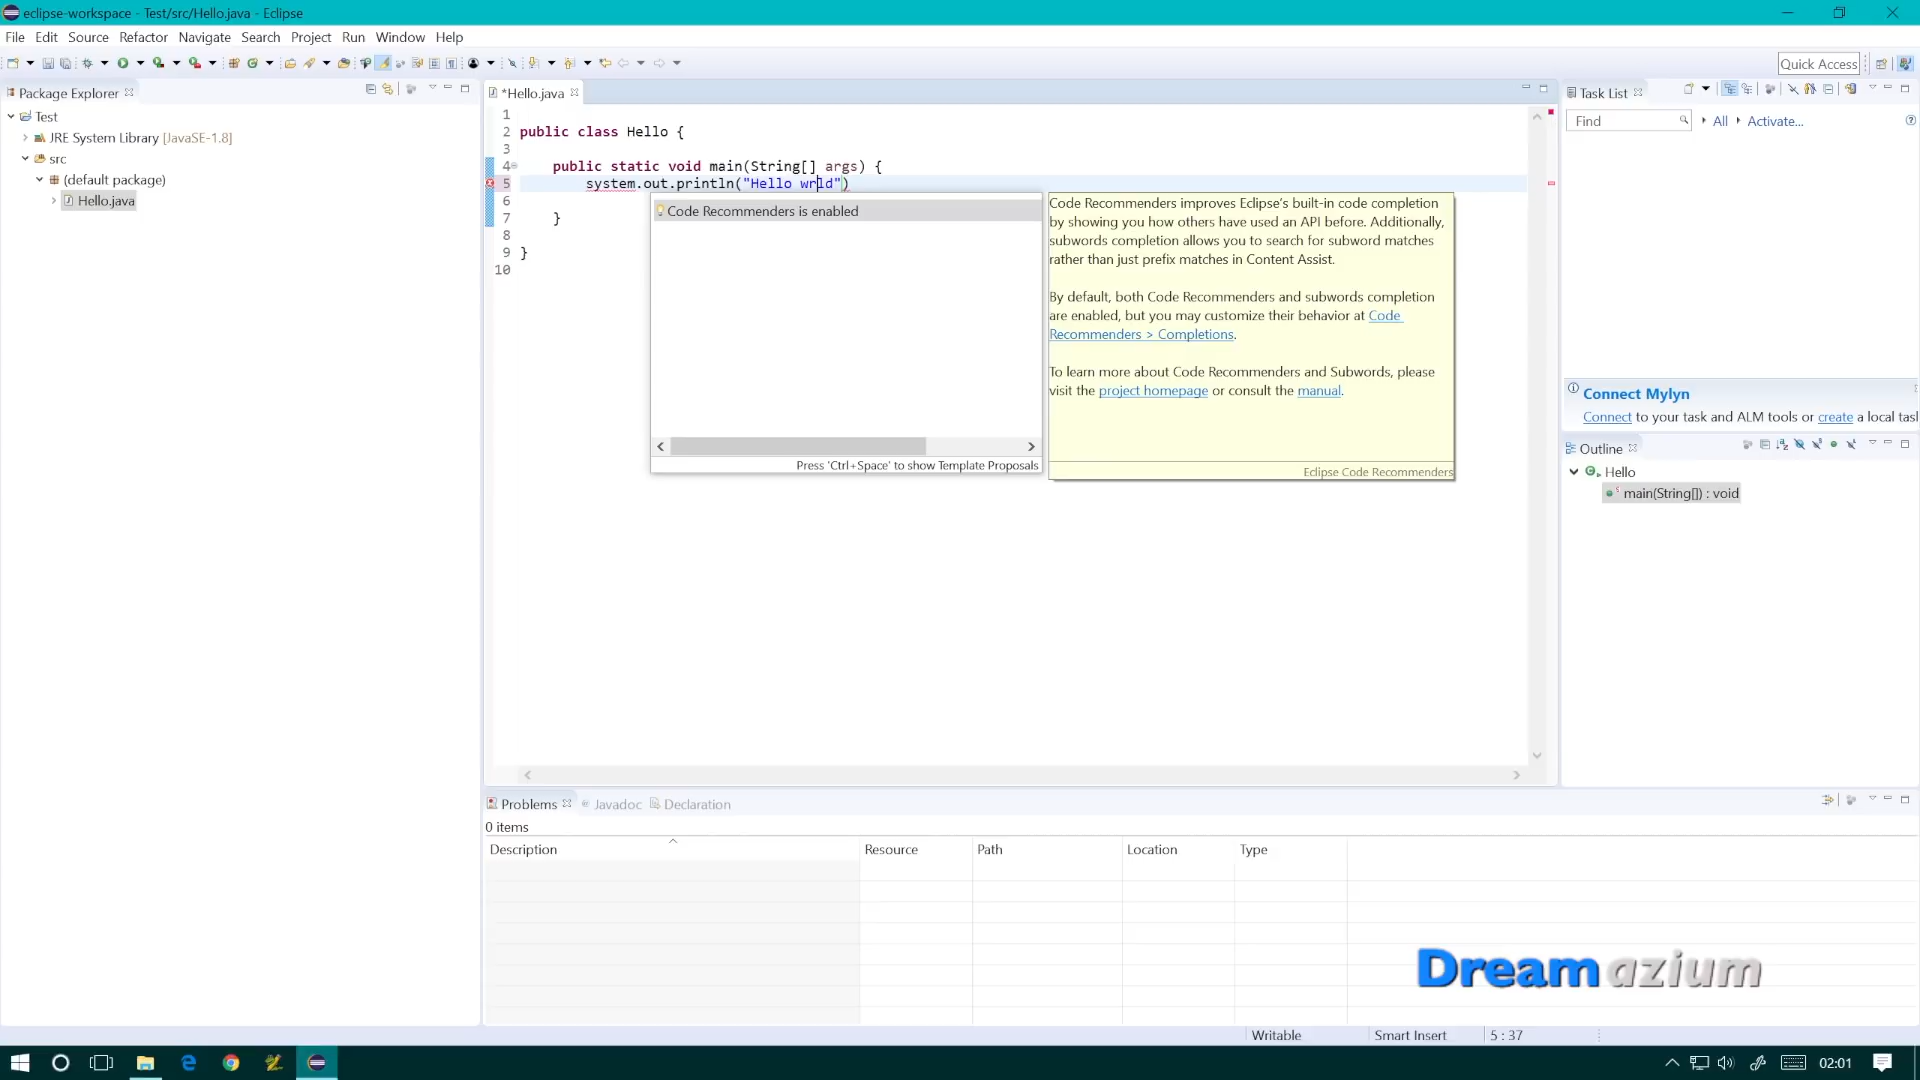 eclipse-workspace - Test/src/Hello.java - Eclipse
File Edit Source Refactor Navigate Search Project Run Window Help
Quick Access
Package Explorer
Test
JRE System Library [JavaSE-1.8]
src
(default package)
Hello.java
*Hello.java
1
2 public class Hello {
3
4 public static void main(String[] args) {
5 system.out.println("Hello wrld")
6
7 }
8
9 }
10
Code Recommenders is enabled
Press 'Ctrl+Space' to show Template Proposals
Code Recommenders improves Eclipse's built-in code completion
by showing you how others have used an API before. Additionally,
subwords completion allows you to search for subword matches
rather than just prefix matches in Content Assist.
By default, both Code Recommenders and subwords completion
are enabled, but you may customize their behavior at Code
Recommenders > Completions.
To learn more about Code Recommenders and Subwords, please
visit the project homepage or consult the manual.
Eclipse Code Recommenders
Task List
Find All Activate...
Connect Mylyn
Connect to your task and ALM tools or create a local tasl
Outline
Hello
main(String[]) : void
Problems Javadoc Declaration
0 items
Description Resource Path Location Type
Dream azium
Writable Smart Insert 5 : 37
02:01